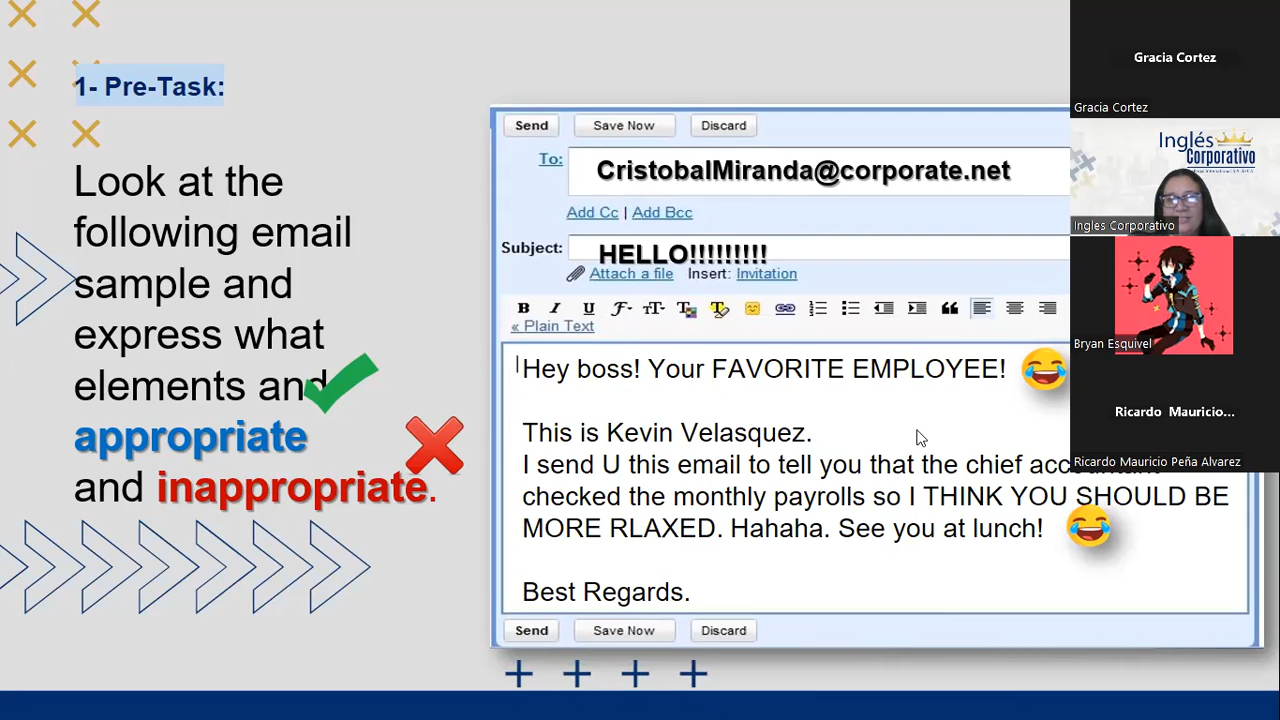 1- Pre-Task:
Look at the
following email
sample and
express what
elements and
appropriate
and inappropriate.
Send Save Now Discard
To: CristobalMiranda@corporate.net
Add Cc | Add Bcc
Subject: HELLO!!!!!!!!!
Attach a file Insert: Invitation
« Plain Text
Hey boss! Your FAVORITE EMPLOYEE!
This is Kevin Velasquez.
I send U this email to tell you that the chief
checked the monthly payrolls so I THINK YOU SHOULD BE
MORE RLAXED. Hahaha. See you at lunch!
Best Regards.
Send Save Now Discard
Gracia Cortez
Gracia Cortez
Inglés
Corporativo
Ingles Corporativo
Bryan Esquivel
Ricardo Mauricio...
Ricardo Mauricio Peña Alvarez